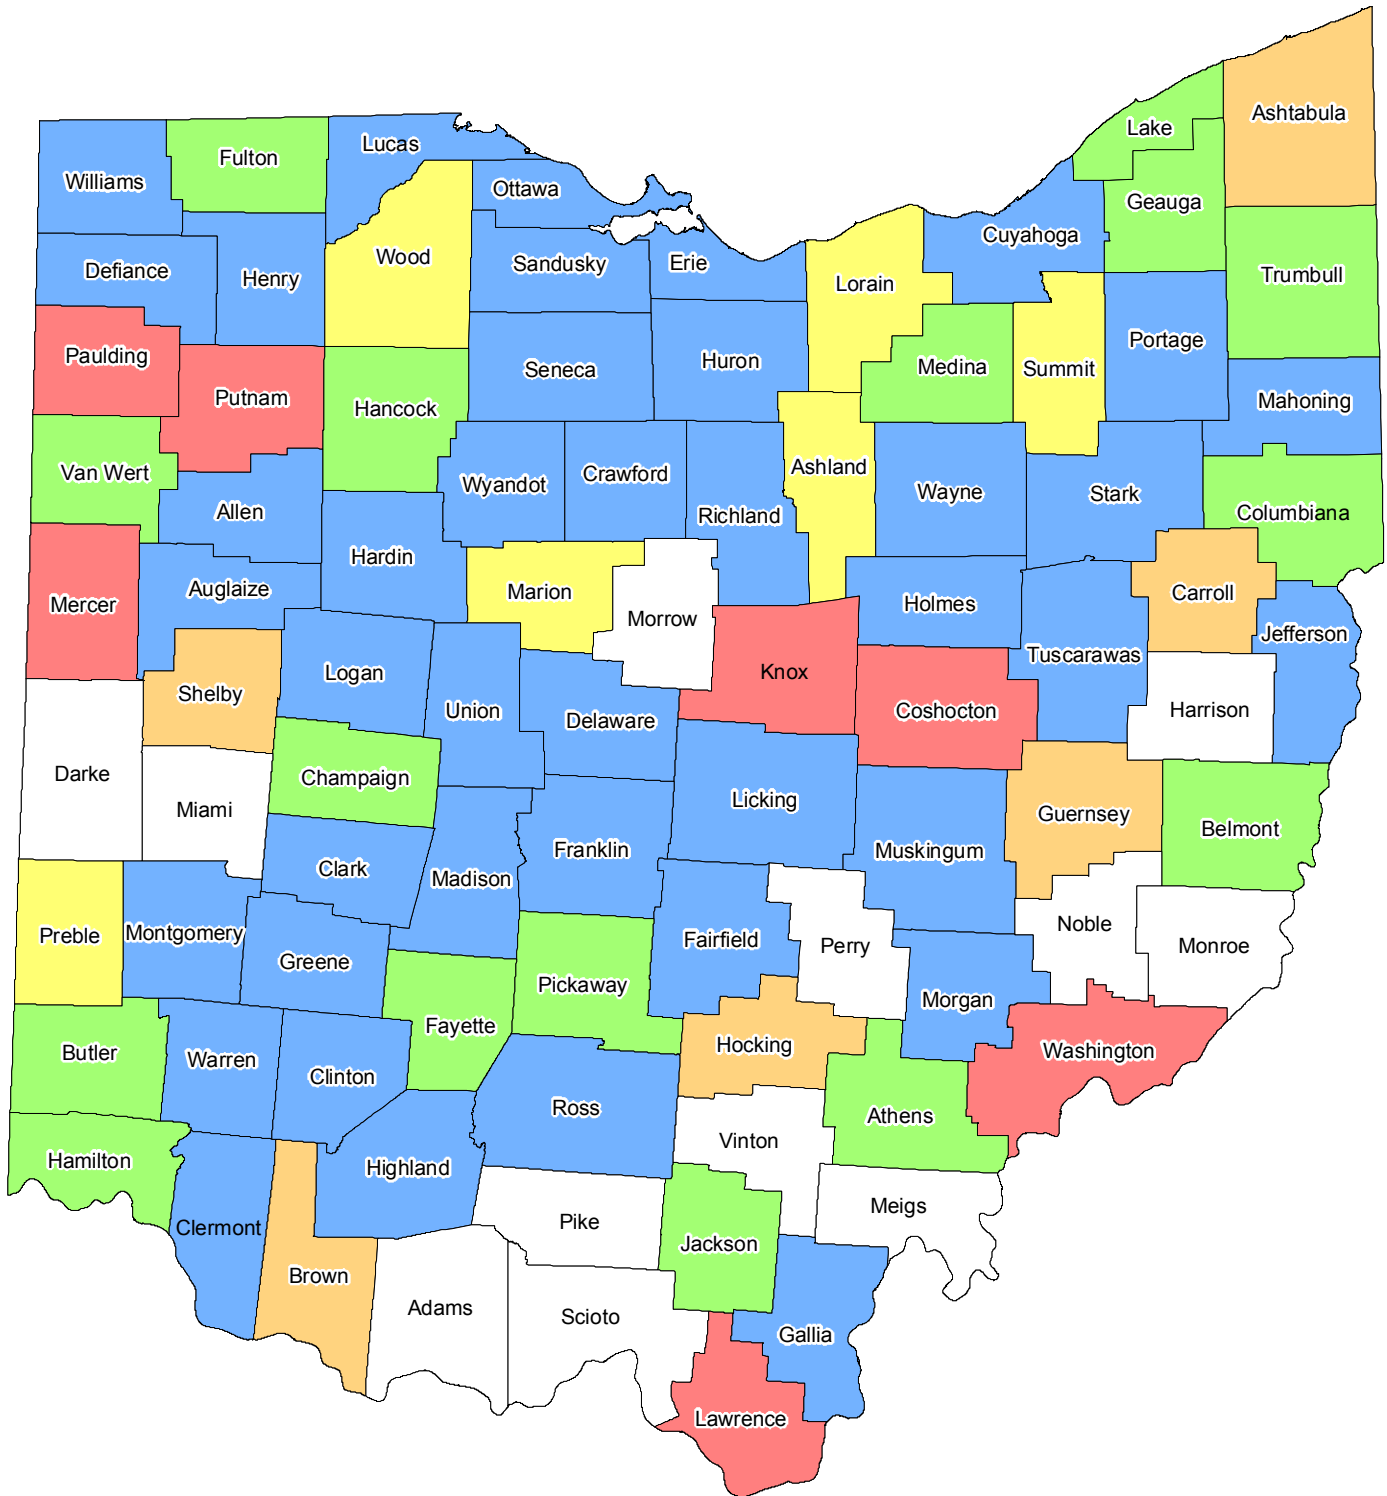 Ashtabula
Lake
Lucas
Fulton
Williams
Ottawa
Geauga
Cuyahoga
Wood
Sandusky
Erie
Defiance
Henry
Trumbull
Lorain
Portage
Paulding
Huron
Medina
Summit
Seneca
Putnam
Mahoning
Hancock
Ashland
Van Wert
Crawford
Wyandot
Wayne
Stark
Allen
Columbiana
Richland
Hardin
Auglaize
Marion
Carroll
Mercer
Holmes
Morrow
Jefferson
Tuscarawas
Logan
Knox
Shelby
Union
Coshocton
Harrison
Delaware
Darke
Champaign
Licking
Miami
Guernsey
Belmont
Franklin
Muskingum
Clark
Madison
Noble
Montgomery
Preble
Fairfield
Perry
Monroe
Greene
Pickaway
Morgan
Fayette
Hocking
Washington
Butler
Warren
Clinton
Ross
Athens
Vinton
Hamilton
Highland
Meigs
Pike
Clermont
Jackson
Brown
Adams
Scioto
Gallia
Lawrence